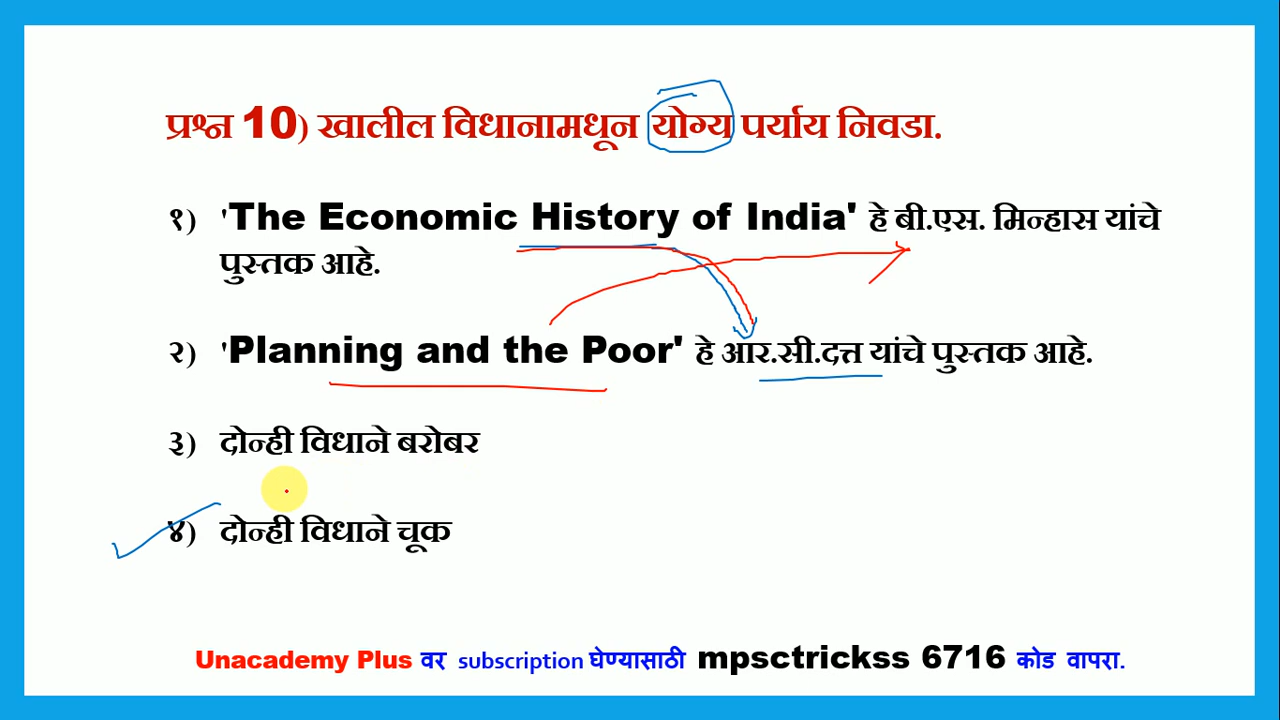 प्रश्न 10) खालील विधानामधून योग्य पर्याय निवडा.
१) 'The Economic History of India' हे बी.एस. मिन्हास यांचे
पुस्तक आहे.
२) 'Planning and the Poor' हे आर.सी.दत्त यांचे पुस्तक आहे.
३) दोन्ही विधाने बरोबर
४) दोन्ही विधाने चूक
Unacademy Plus वर subscription घेण्यासाठी mpsctrickss 6716 कोड वापरा.